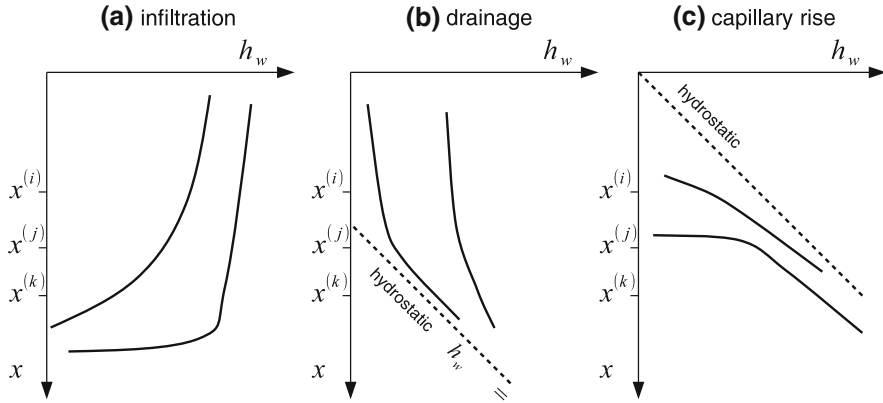 (a) infiltration
h_w
x^(i)
x^(j)
x^(k)
x
(b) drainage
h_w
x^(i)
x^(j)
x^(k)
x
hydrostatic
h_w
=
(c) capillary rise
h_w
hydrostatic
x^(i)
x^(j)
x^(k)
x